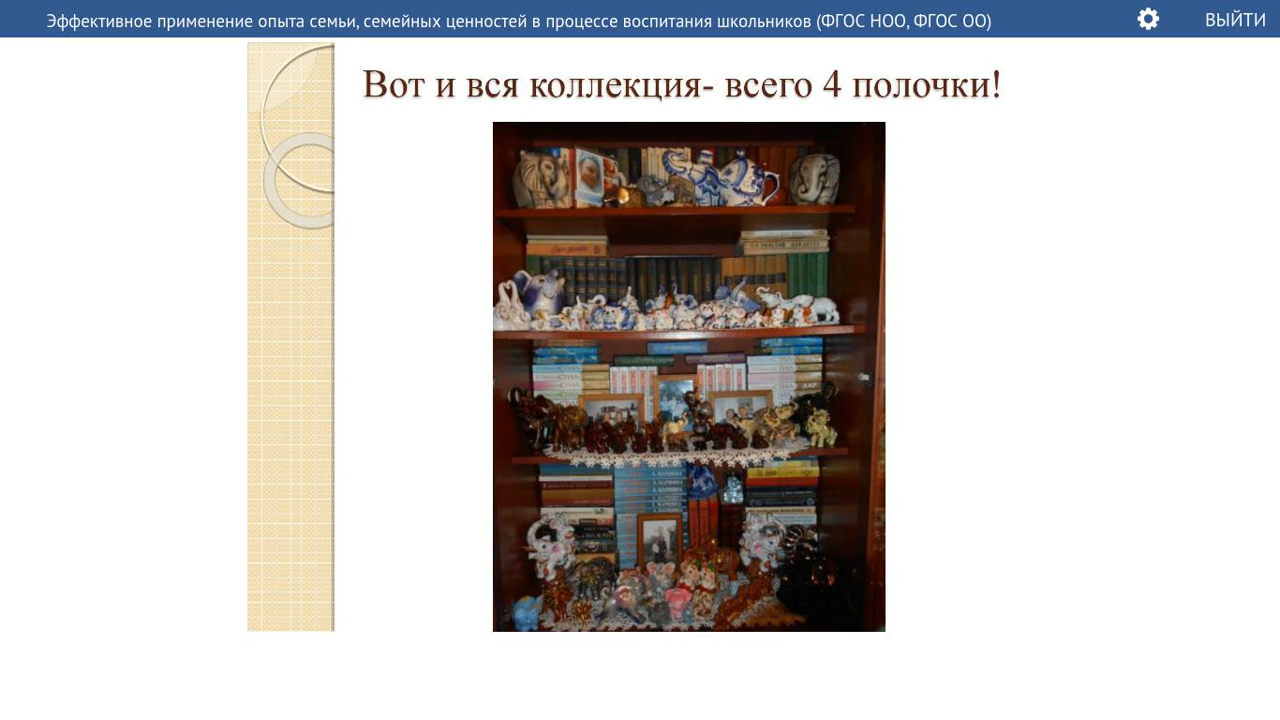 Эффективное применение опыта семьи, семейных ценностей в процессе воспитания школьников (ФГОС НОО, ФГОС ОО)
ВЫЙТИ
Вот и вся коллекция- всего 4 полочки!